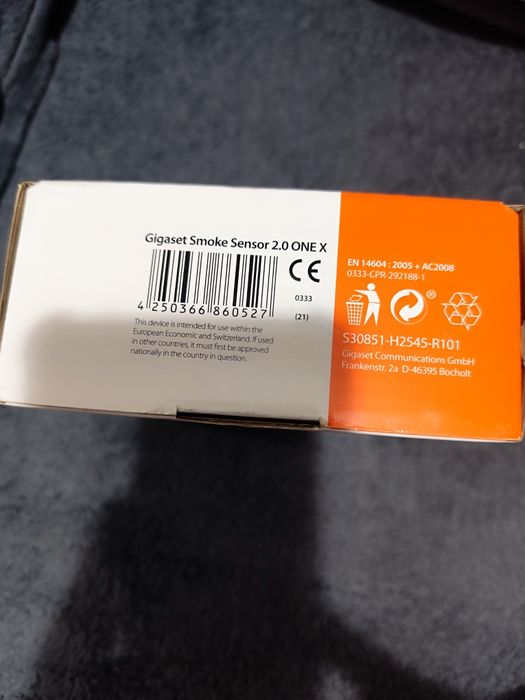 Gigaset Smoke Sensor 2.0 ONE X
CE
0333
(21)
4 250366 860527
This device is intended for use within the
European Economic and Switzerland. If used
in other countries, it must first be approved
nationally in the country in question.
EN 14604 : 2005 + AC2008
0333-CPR-292188-1
®
S30851-H2545-R101
Gigaset Communications GmbH
Frankenstr. 2a D-46395 Bocholt